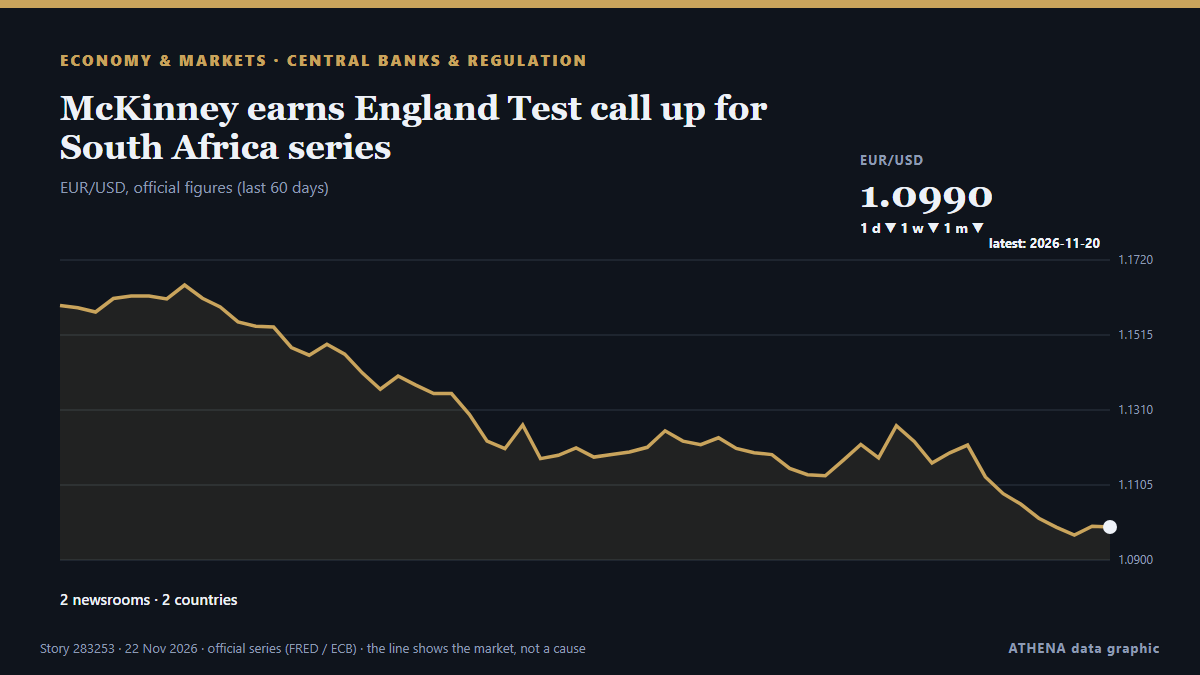 ECONOMY & MARKETS · CENTRAL BANKS & REGULATION
McKinney earns England Test call up for
South Africa series
EUR/USD, official figures (last 60 days)
EUR/USD
1.0990
1 d ▼ 1 w ▼ 1 m ▼
latest: 2026-11-20
1.1720
1.1515
1.1310
1.1105
1.0900
2 newsrooms · 2 countries
Story 283253 · 22 Nov 2026 · official series (FRED / ECB) · the line shows the market, not a cause
ATHENA data graphic